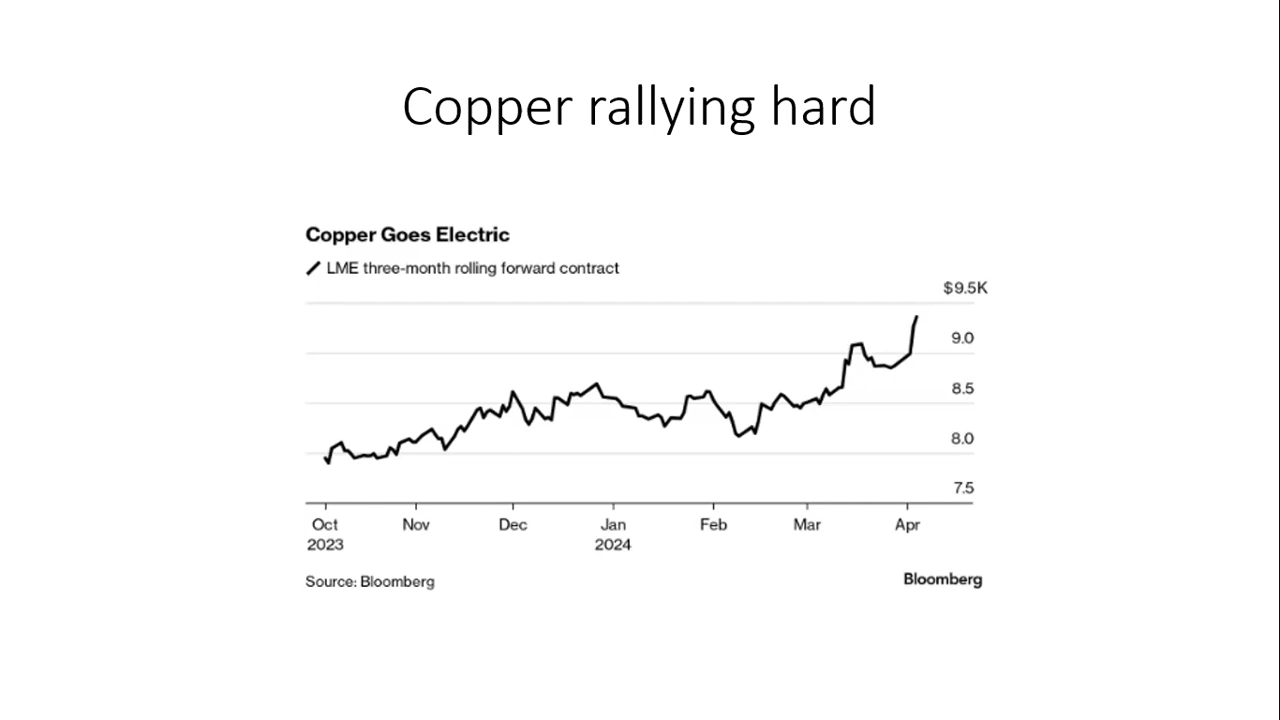 Copper rallying hard
Copper Goes Electric
LME three-month rolling forward contract
$9.5K
9.0
8.5
8.0
7.5
Oct Nov Dec Jan Feb Mar Apr
2023 2024
Source: Bloomberg Bloomberg